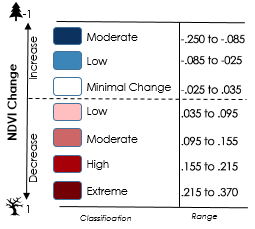 -1
Moderate -.250 to -.085
Low -.085 to -025
Minimal Change -.025 to .035
Low .035 to .095
Moderate .095 to .155
High .155 to .215
Extreme .215 to .370
1
Classification Range
NDVI Change
Increase
Decrease